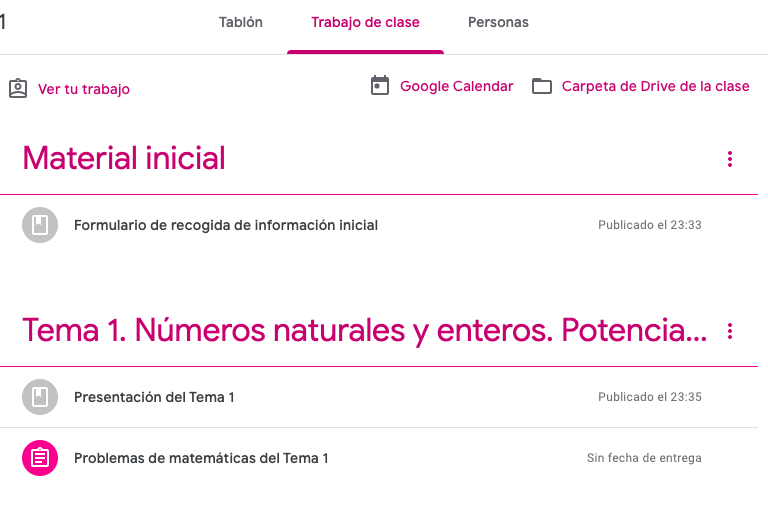 1
Tablón
Trabajo de clase
Personas
Ver tu trabajo
Google Calendar
Carpeta de Drive de la clase
Material inicial
Formulario de recogida de información inicial
Publicado el 23:33
Tema 1. Números naturales y enteros. Potencia...
Presentación del Tema 1
Publicado el 23:35
Problemas de matemáticas del Tema 1
Sin fecha de entrega